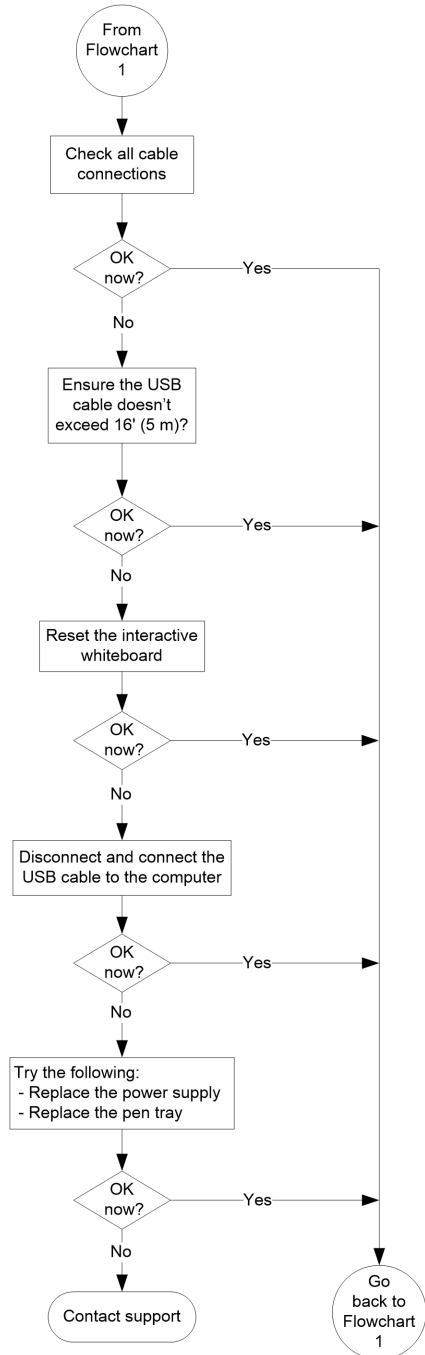 From
Flowchart
1
Check all cable
connections
OK
now?
Yes
No
Ensure the USB
cable doesn’t
exceed 16' (5 m)?
OK
now?
Yes
No
Reset the interactive
whiteboard
OK
now?
Yes
No
Disconnect and connect the
USB cable to the computer
OK
now?
Yes
No
Try the following:
- Replace the power supply
- Replace the pen tray
OK
now?
Yes
No
Contact support
Go
back to
Flowchart
1